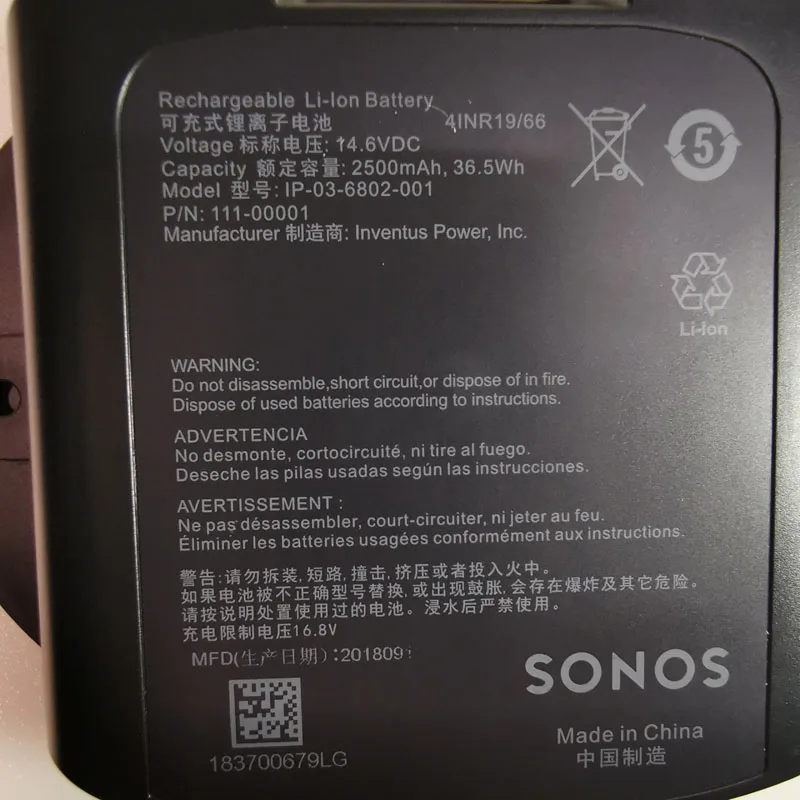 Rechargeable Li-Ion Battery
可充式锂离子电池 4INR19/66
Voltage 标称电压: 14.6VDC
Capacity 额定容量: 2500mAh, 36.5Wh
Model 型号: IP-03-6802-001
P/N: 111-00001
Manufacturer 制造商: Inventus Power, Inc.
5
Li-Ion
WARNING:
Do not disassemble,short circuit,or dispose of in fire.
Dispose of used batteries according to instructions.
ADVERTENCIA
No desmonte, cortocircuité, ni tire al fuego.
Deseche las pilas usadas según las instrucciones.
AVERTISSEMENT :
Ne pas désassembler, court-circuiter, ni jeter au feu.
Éliminer les batteries usagées conformément aux instructions.
警告:请勿拆装,短路,撞击,挤压或者投入火中。
如果电池被不正确型号替换,或出现鼓胀,会存在爆炸及其它危险。
请按说明处置使用过的电池。浸水后严禁使用。
充电限制电压16.8V
MFD(生产日期):201809
SONOS
183700679LG
Made in China
中国制造